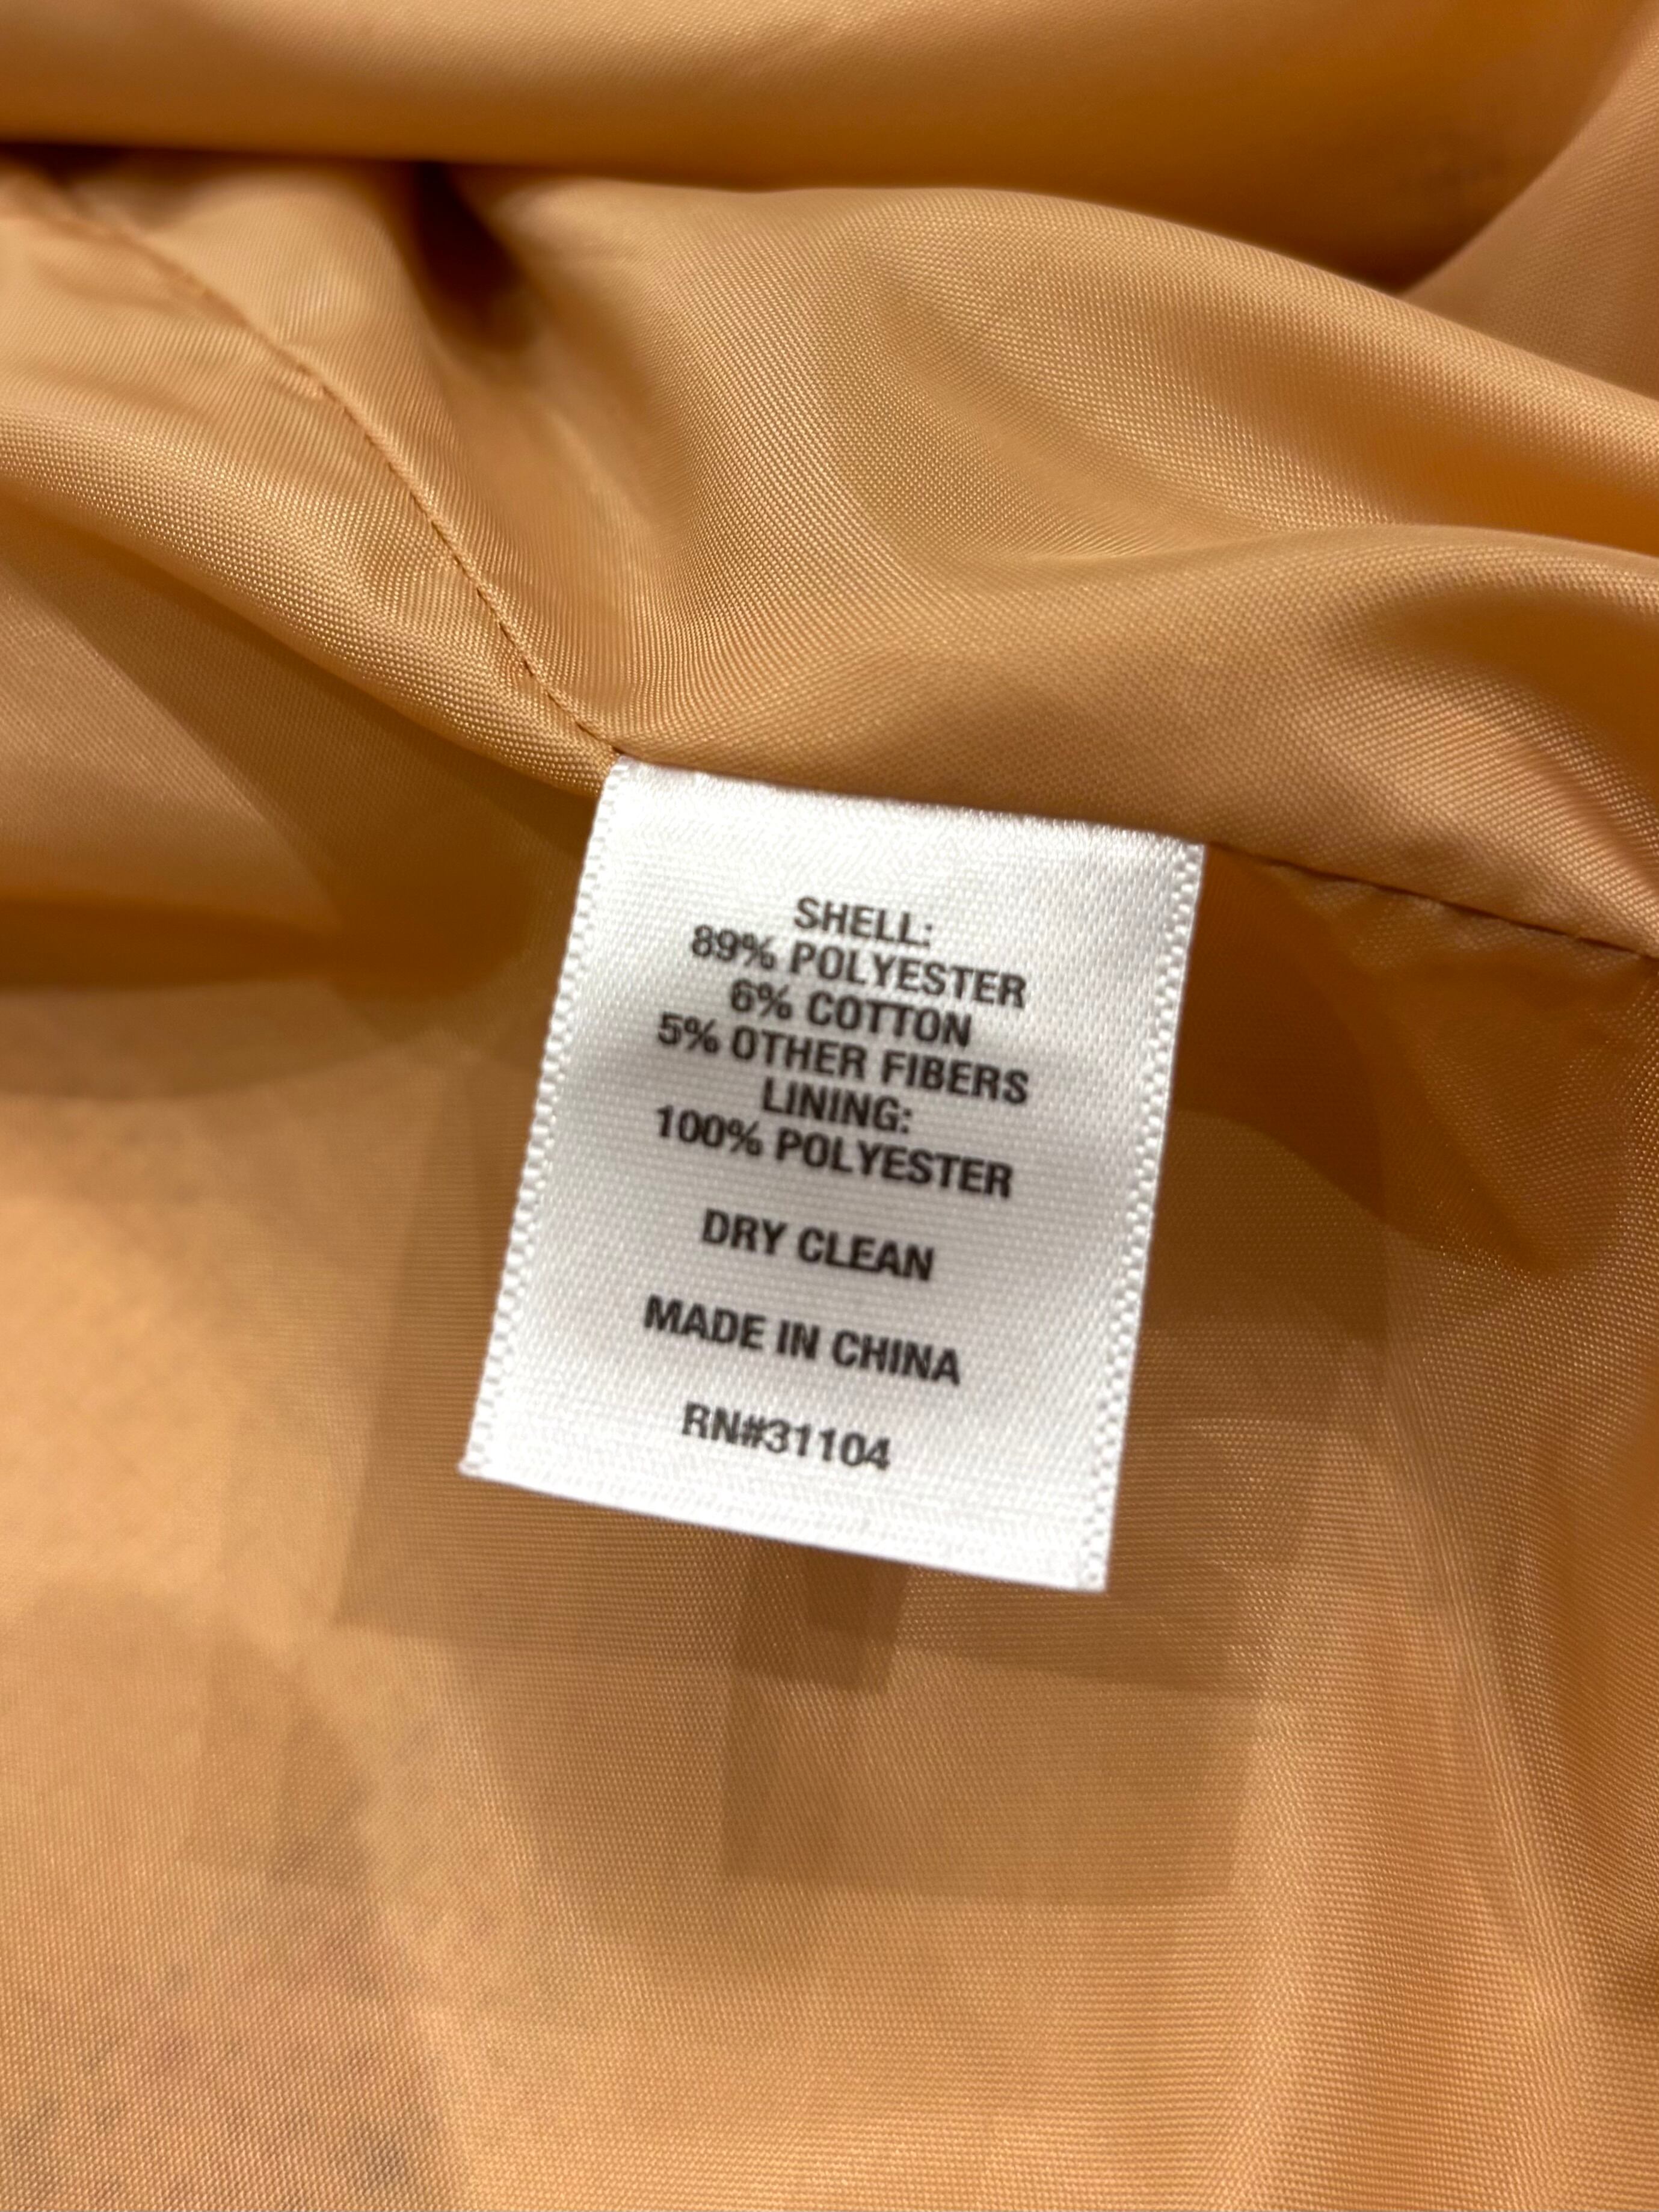 SHELL:
89% POLYESTER
6% COTTON
5% OTHER FIBERS
LINING:
100% POLYESTER
DRY CLEAN
MADE IN CHINA
RN#31104